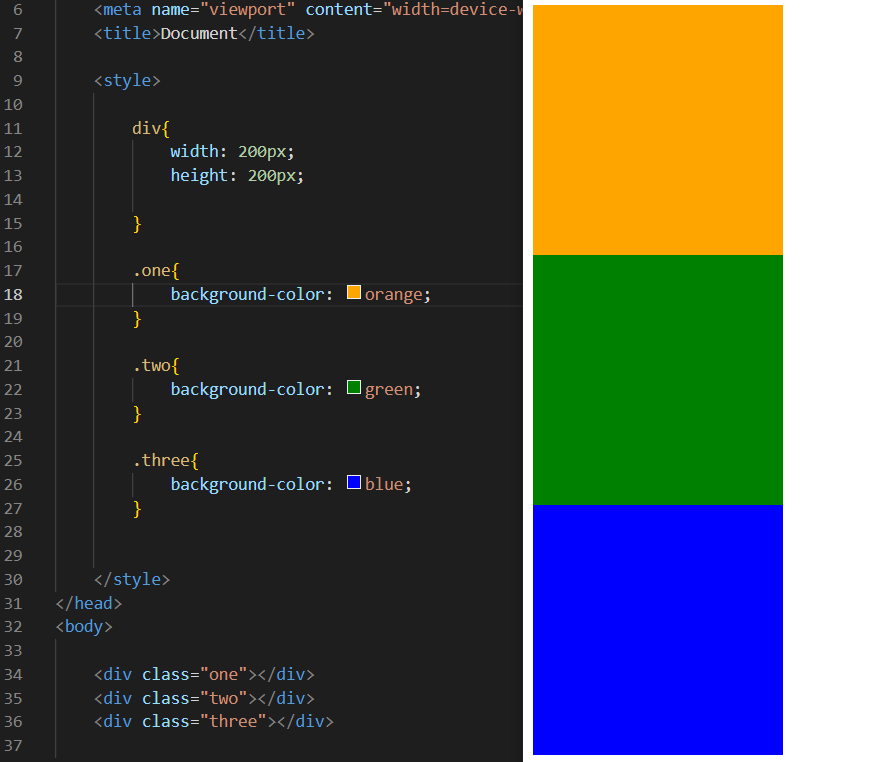 6 <meta name="viewport" content="width=device-w
7 <title>Document</title>
8
9 <style>
10
11 div{
12 width: 200px;
13 height: 200px;
14
15 }
16
17 .one{
18 background-color: orange;
19 }
20
21 .two{
22 background-color: green;
23 }
24
25 .three{
26 background-color: blue;
27 }
28
29
30 </style>
31 </head>
32 <body>
33
34 <div class="one"></div>
35 <div class="two"></div>
36 <div class="three"></div>
37